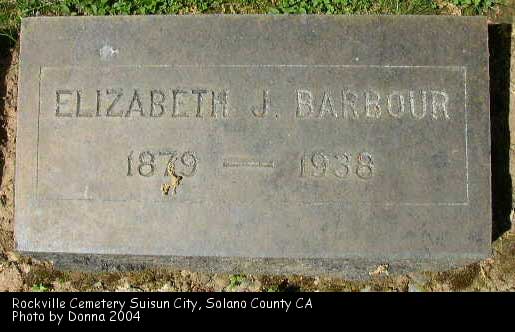 ELIZABETH J. BARBOUR
1879 — 1938
Rockville Cemetery Suisun City, Solano County CA
Photo by Donna 2004